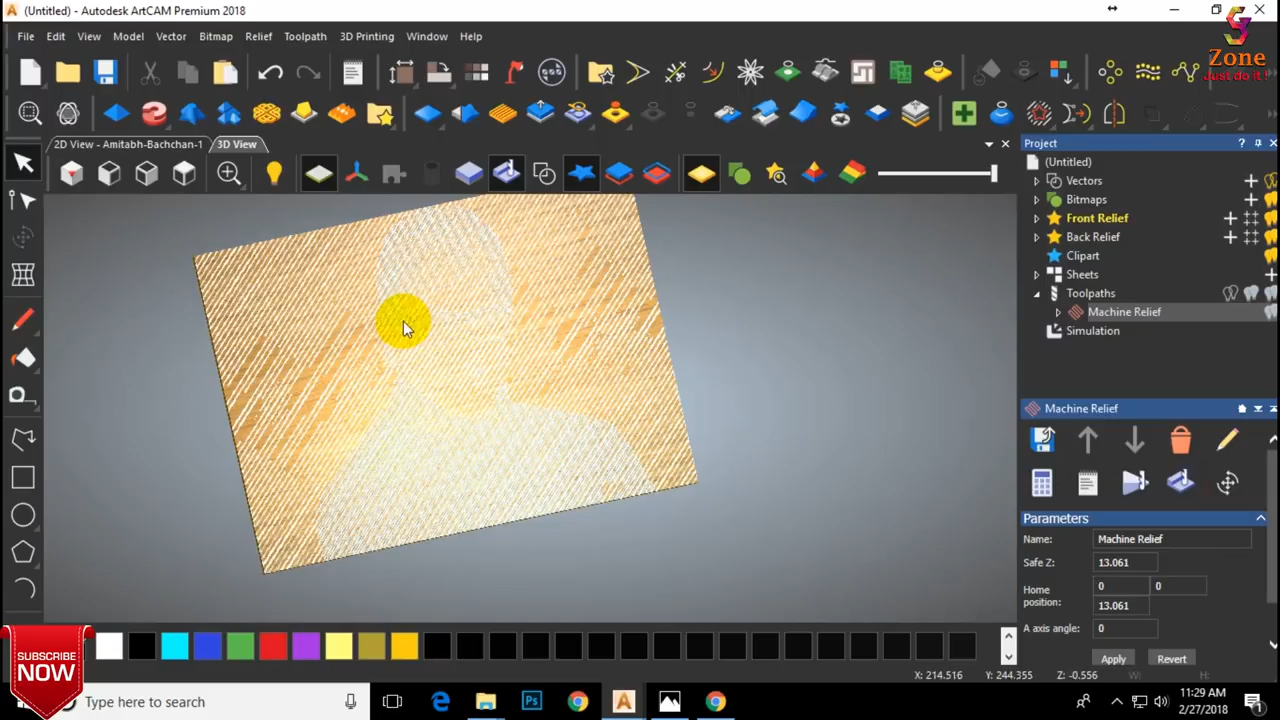 (Untitled) - Autodesk ArtCAM Premium 2018
File Edit View Model Vector Bitmap Relief Toolpath 3D Printing Window Help
Zone
Just do it !
2D View - Amitabh-Bachchan-1 3D View
Project
(Untitled)
Vectors
Bitmaps
Front Relief
Back Relief
Clipart
Sheets
Toolpaths
Machine Relief
Simulation
Machine Relief
Parameters
Name: Machine Relief
Safe Z: 13.061
Home position: 0 0
13.061
A axis angle: 0
Apply Revert
X: 214.516 Y: 244.355 Z: -0.556 W: H:
SUBSCRIBE
NOW
Type here to search
11:29 AM
2/27/2018